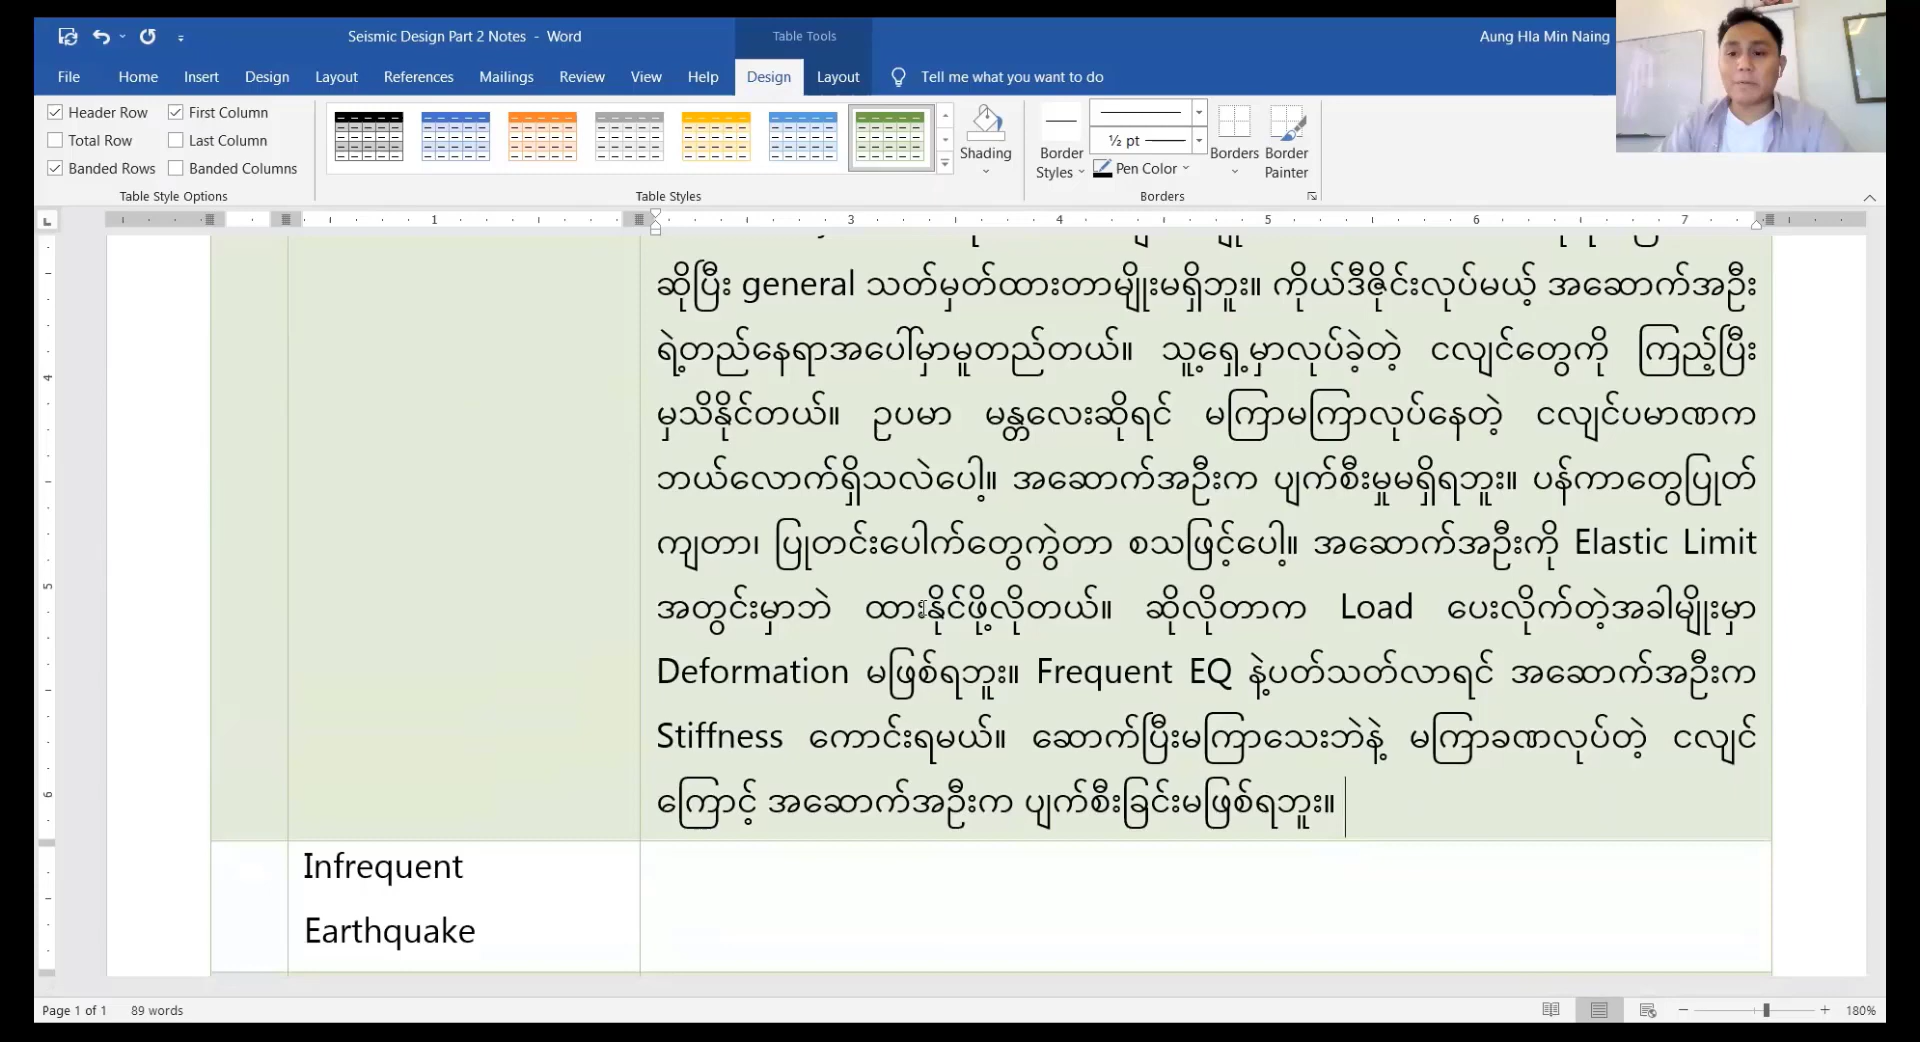 Seismic Design Part 2 Notes - Word
Table Tools
Aung Hla Min Naing
File Home Insert Design Layout References Mailings Review View Help Design Layout Tell me what you want to do
Header Row First Column
Total Row Last Column
Banded Rows Banded Columns
Table Style Options
Table Styles
Shading
Border Styles
½ pt
Pen Color
Borders
Border Painter
Borders
1 3 4 5 6 7
ဆိုပြီး general သတ်မှတ်ထားတာမျိုးမရှိဘူး။ ကိုယ်ဒီဇိုင်းလုပ်မယ့် အဆောက်အဦး
ရဲ့တည်နေရာအပေါ်မှာမူတည်တယ်။ သူ့ရှေ့မှာလုပ်ခဲ့တဲ့ ငလျင်တွေကို ကြည့်ပြီး
မှသိနိုင်တယ်။ ဥပမာ မန္တလေးဆိုရင် မကြာမကြာလုပ်နေတဲ့ ငလျင်ပမာဏက
ဘယ်လောက်ရှိသလဲပေါ့။ အဆောက်အဦးက ပျက်စီးမှုမရှိရဘူး။ ပန်ကာတွေပြုတ်
ကျတာ၊ ပြုတင်းပေါက်တွေကွဲတာ စသဖြင့်ပေါ့။ အဆောက်အဦးကို Elastic Limit
အတွင်းမှာဘဲ ထားနိုင်ဖို့လိုတယ်။ ဆိုလိုတာက Load ပေးလိုက်တဲ့အခါမျိုးမှာ
Deformation မဖြစ်ရဘူး။ Frequent EQ နဲ့ပတ်သတ်လာရင် အဆောက်အဦးက
Stiffness ကောင်းရမယ်။ ဆောက်ပြီးမကြာသေးဘဲနဲ့ မကြာခဏလုပ်တဲ့ ငလျင်
ကြောင့် အဆောက်အဦးက ပျက်စီးခြင်းမဖြစ်ရဘူး။
Infrequent
Earthquake
4
5
6
Page 1 of 1 89 words
180%